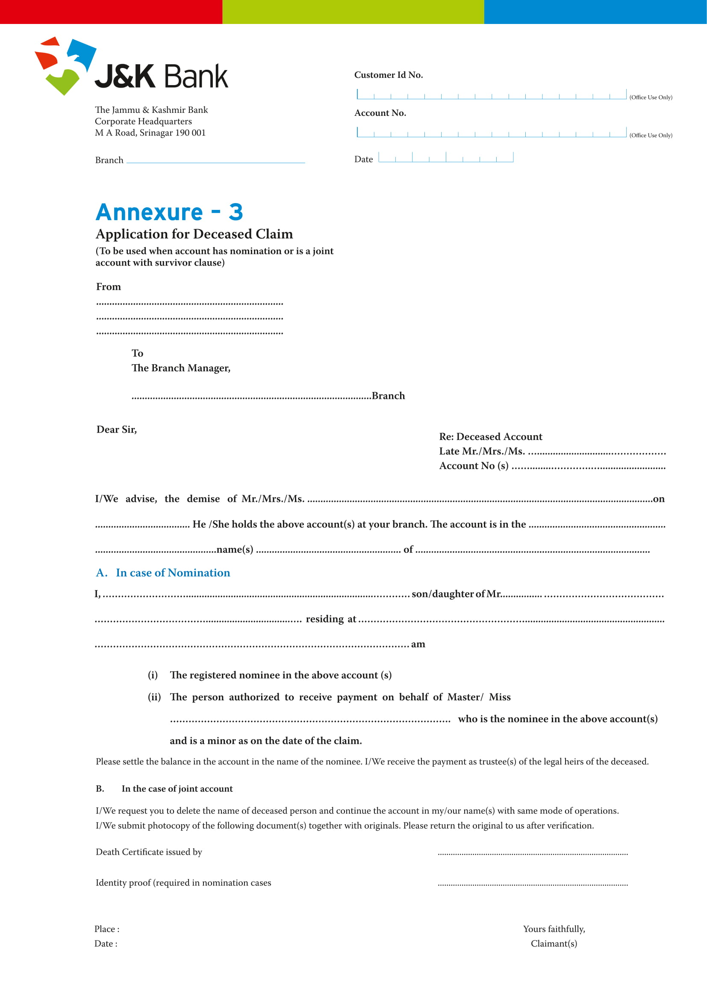 J&K Bank
The Jammu & Kashmir Bank
Corporate Headquarters
M A Road, Srinagar 190 001
Branch
Customer Id No.
(Office Use Only)
Account No.
(Office Use Only)
Date
Annexure - 3
Application for Deceased Claim
(To be used when account has nomination or is a joint
account with survivor clause)
From
.......................................................................
.......................................................................
.......................................................................
To
The Branch Manager,
...........................................................................................Branch
Dear Sir,
Re: Deceased Account
Late Mr./Mrs./Ms. .....................................................
Account No (s) ...........................................................
I/We advise, the demise of Mr./Mrs./Ms. ...................................................................................................................................on
.................................... He /She holds the above account(s) at your branch. The account is in the ....................................................
..............................................name(s) ....................................................... of .........................................................................................
A. In case of Nomination
I, ............................................................................................................ son/daughter of Mr................ .......................................
........................................................................ residing at ............................................................................................................
...................................................................................................... am
(i) The registered nominee in the above account (s)
(ii) The person authorized to receive payment on behalf of Master/ Miss
........................................................................................... who is the nominee in the above account(s)
and is a minor as on the date of the claim.
Please settle the balance in the account in the name of the nominee. I/We receive the payment as trustee(s) of the legal heirs of the deceased.
B. In the case of joint account
I/We request you to delete the name of deceased person and continue the account in my/our name(s) with same mode of operations.
I/We submit photocopy of the following document(s) together with originals. Please return the original to us after verification.
Death Certificate issued by ........................................................................................
Identity proof (required in nomination cases ........................................................................................
Place :
Date :
Yours faithfully,
Claimant(s)